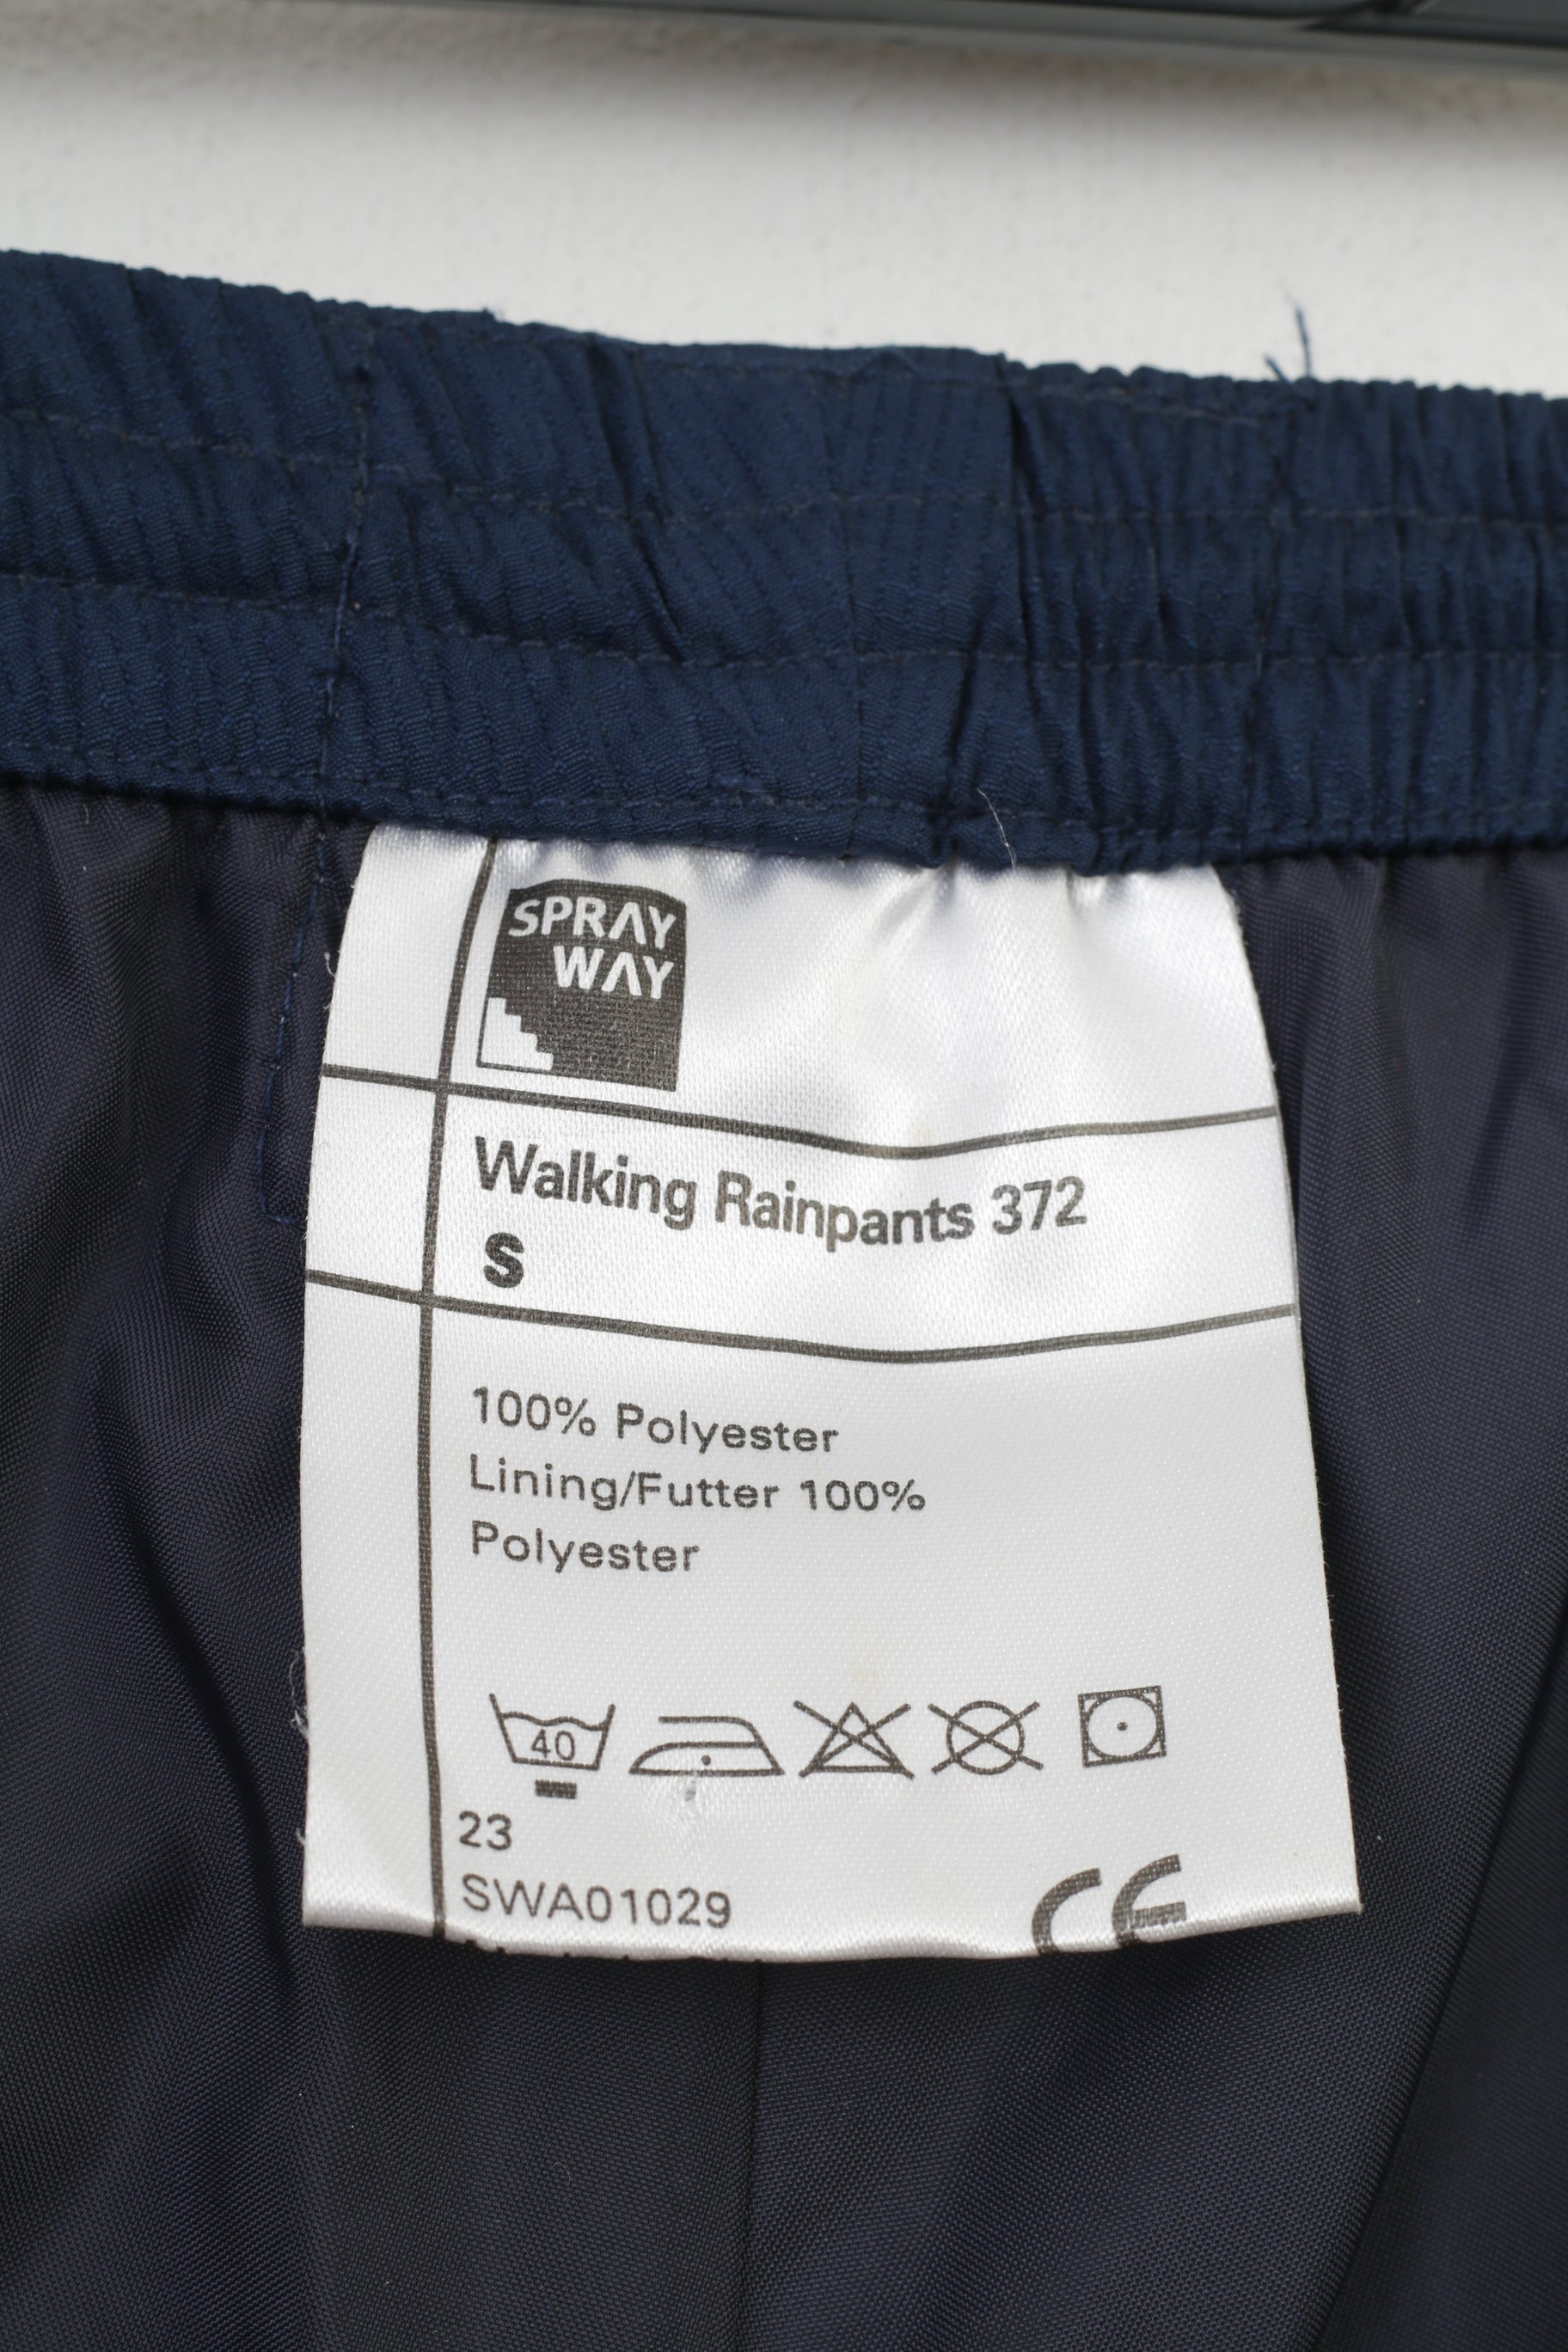 SPRAY
WAY
Walking Rainpants 372
S
100% Polyester
Lining/Futter 100%
Polyester
40
23
SWA01029
CE